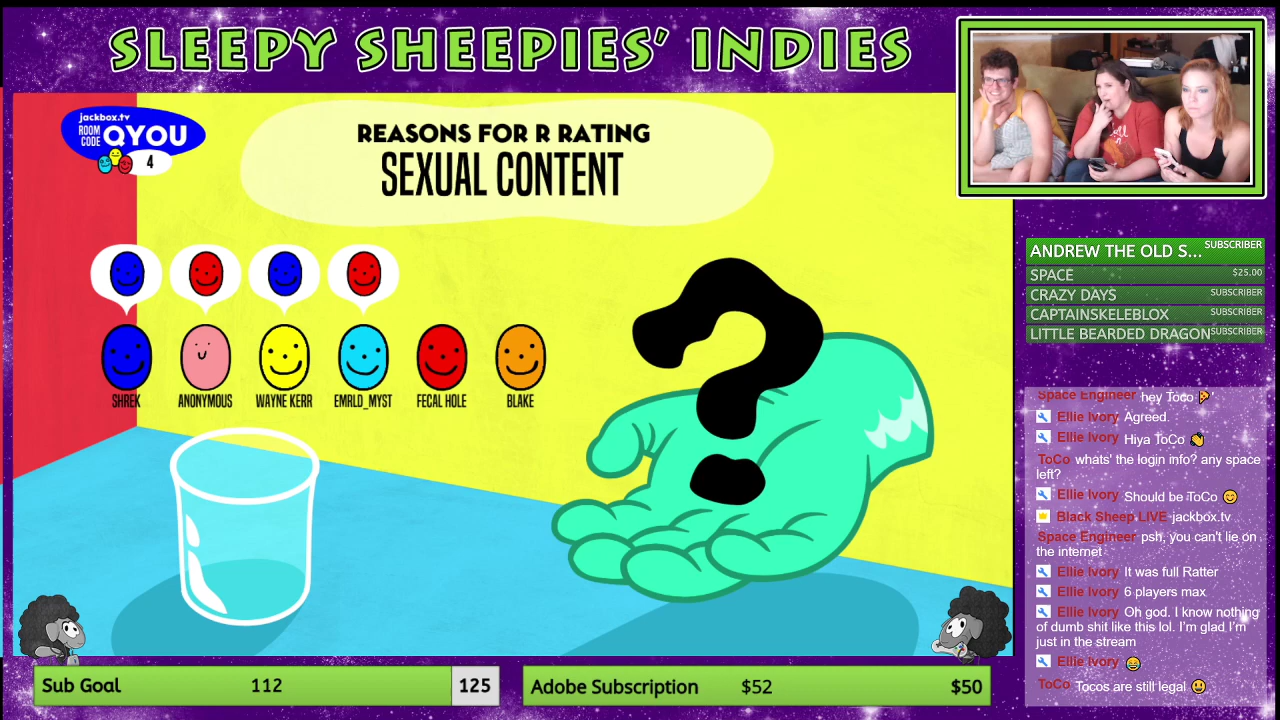 SLEEPY SHEEPIES' INDIES
jackbox.tv
ROOM CODE QYOU
4
REASONS FOR R RATING
SEXUAL CONTENT
SHREK
ANONYMOUS
WAYNE KERR
EMRLD_MYST
FECAL HOLE
BLAKE
ANDREW THE OLD S... SUBSCRIBER
SPACE $25.00
CRAZY DAYS SUBSCRIBER
CAPTAINSKELEBLOX SUBSCRIBER
LITTLE BEARDED DRAGON SUBSCRIBER
Space Engineer hey Toco
Ellie Ivory Agreed.
Ellie Ivory Hiya ToCo
ToCo whats' the login info? any space
left?
Ellie Ivory Should be ToCo
Black Sheep LIVE jackbox.tv
Space Engineer psh, you can't lie on
the internet
Ellie Ivory It was full Ratter
Ellie Ivory 6 players max
Ellie Ivory Oh god. I know nothing
of dumb shit like this lol. I'm glad I'm
just in the stream
Ellie Ivory
ToCo Tocos are still legal
Sub Goal 112 125
Adobe Subscription $52 $50